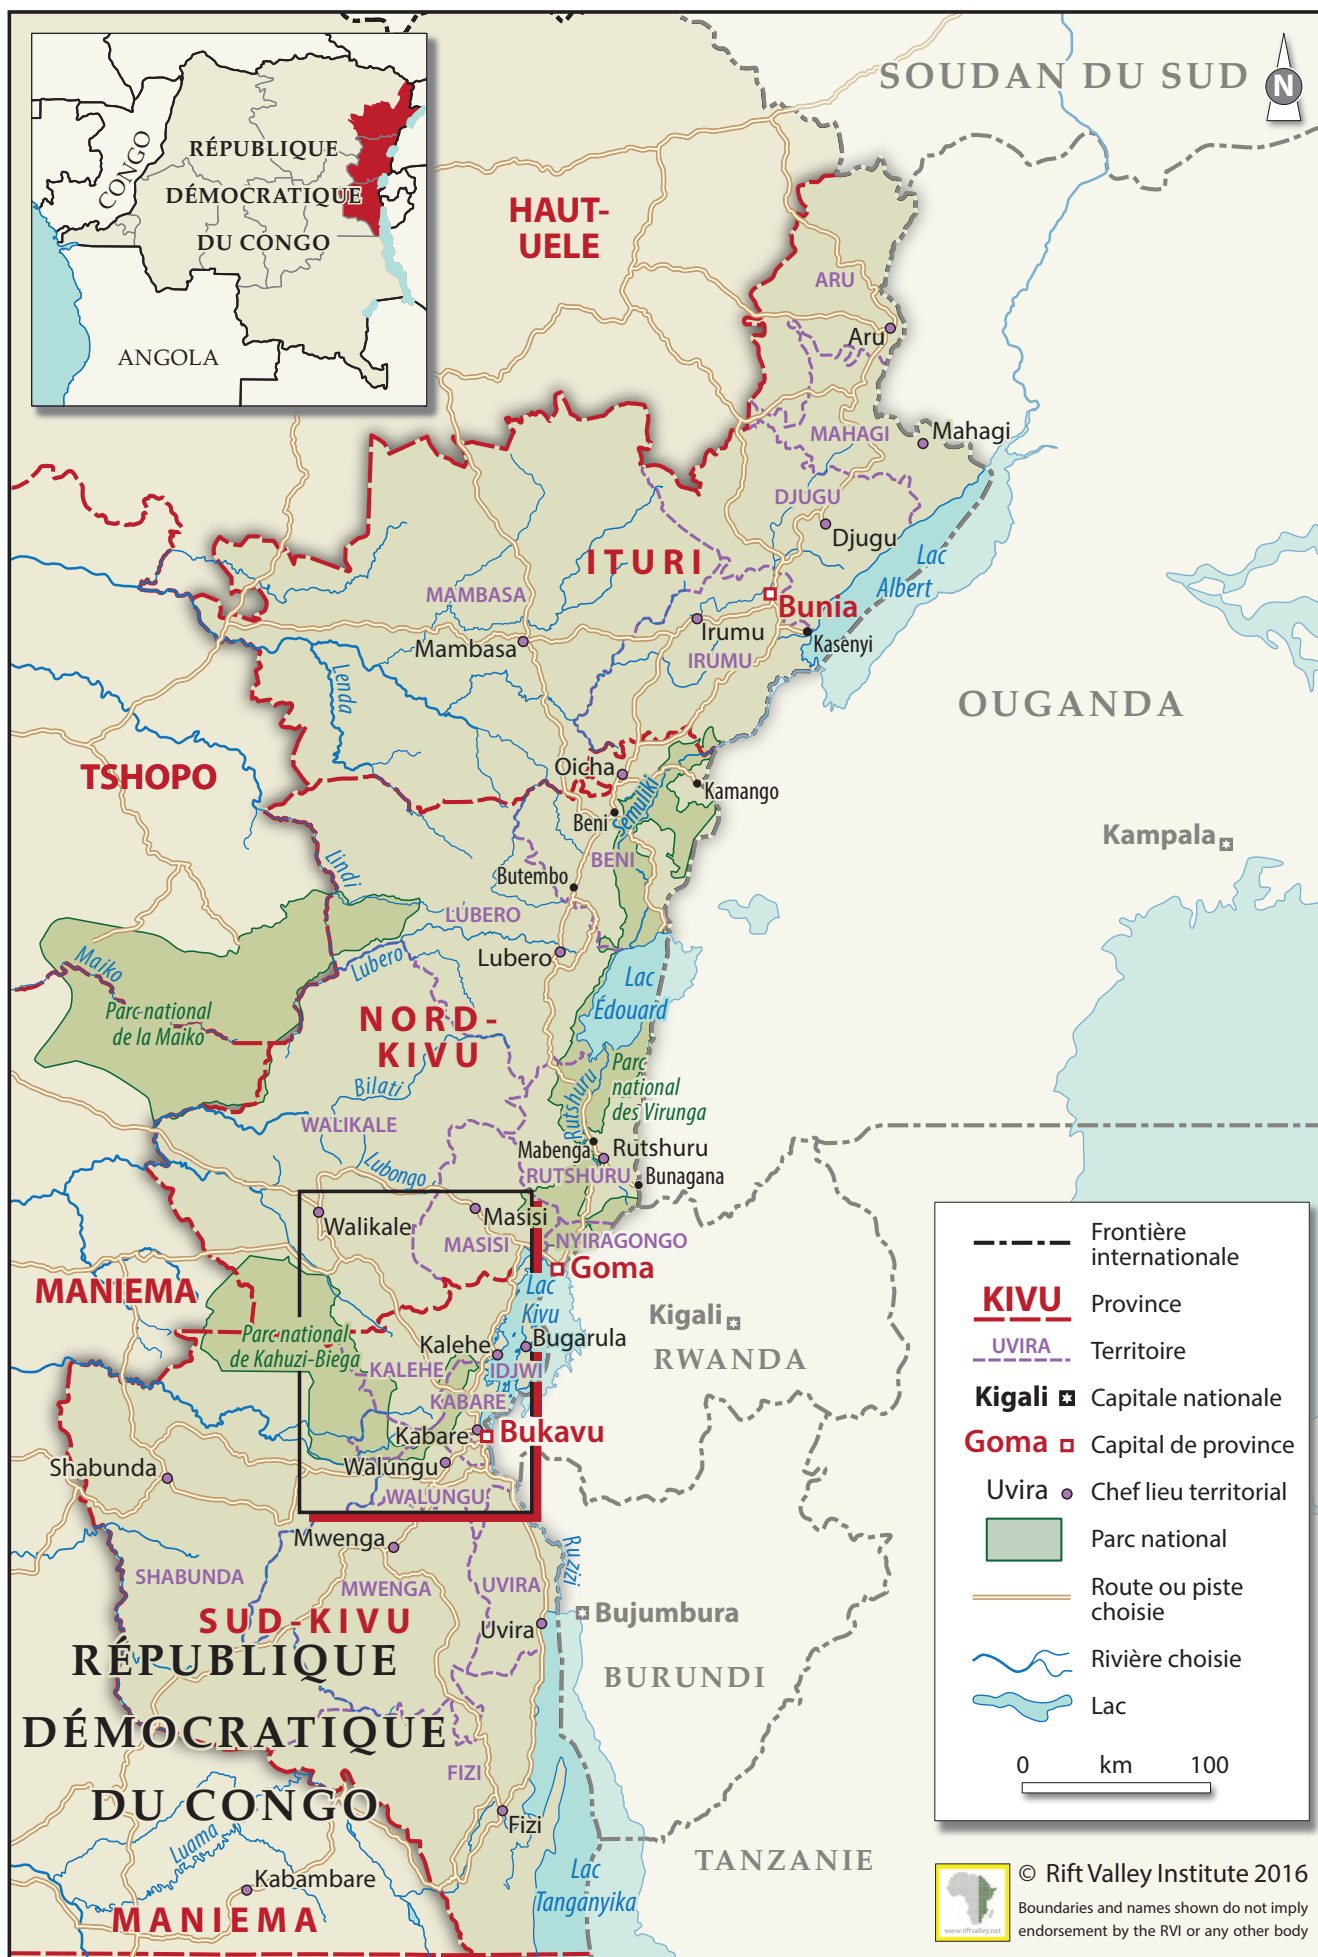 SOUDAN DU SUD
N
CONGO
RÉPUBLIQUE
DÉMOCRATIQUE
DU CONGO
ANGOLA
HAUT-
UELE
ARU
Aru
MAHAGI
Mahagi
DJUGU
Djugu
ITURI
Lac
Albert
MAMBASA
Bunia
Irumu
Mambasa
Kasenyi
IRUMU
Lenda
OUGANDA
TSHOPO
Oicha
Kamango
Semuliki
Beni
Kampala
BENI
Lindi
Butembo
LUBERO
Lubero
Lubero
Maiko
Lac
Édouard
Parc national
de la Maiko
NORD-
KIVU
Parc
national
des Virunga
Bilati
Rutshuru
WALIKALE
Mabenga
Rutshuru
Lubongo
RUTSHURU
Bunagana
Walikale
Masisi
MASISI
NYIRAGONGO
Goma
MANIEMA
Lac
Kivu
Kigali
Parc national
de Kahuzi-Biega
Kalehe
Bugarula
RWANDA
KALEHE
IDJWI
KABARE
Kabare
Bukavu
Shabunda
Walungu
WALUNGU
Mwenga
Ruzizi
SHABUNDA
MWENGA
UVIRA
SUD-KIVU
Uvira
Bujumbura
RÉPUBLIQUE
DÉMOCRATIQUE
DU CONGO
BURUNDI
FIZI
Fizi
Luama
Kabambare
TANZANIE
Lac
Tanganyika
MANIEMA
Frontière
internationale
KIVU Province
UVIRA Territoire
Kigali Capitale nationale
Goma Capital de province
Uvira Chef lieu territorial
Parc national
Route ou piste
choisie
Rivière choisie
Lac
0 km 100
www.riftvalley.net
© Rift Valley Institute 2016
Boundaries and names shown do not imply
endorsement by the RVI or any other body